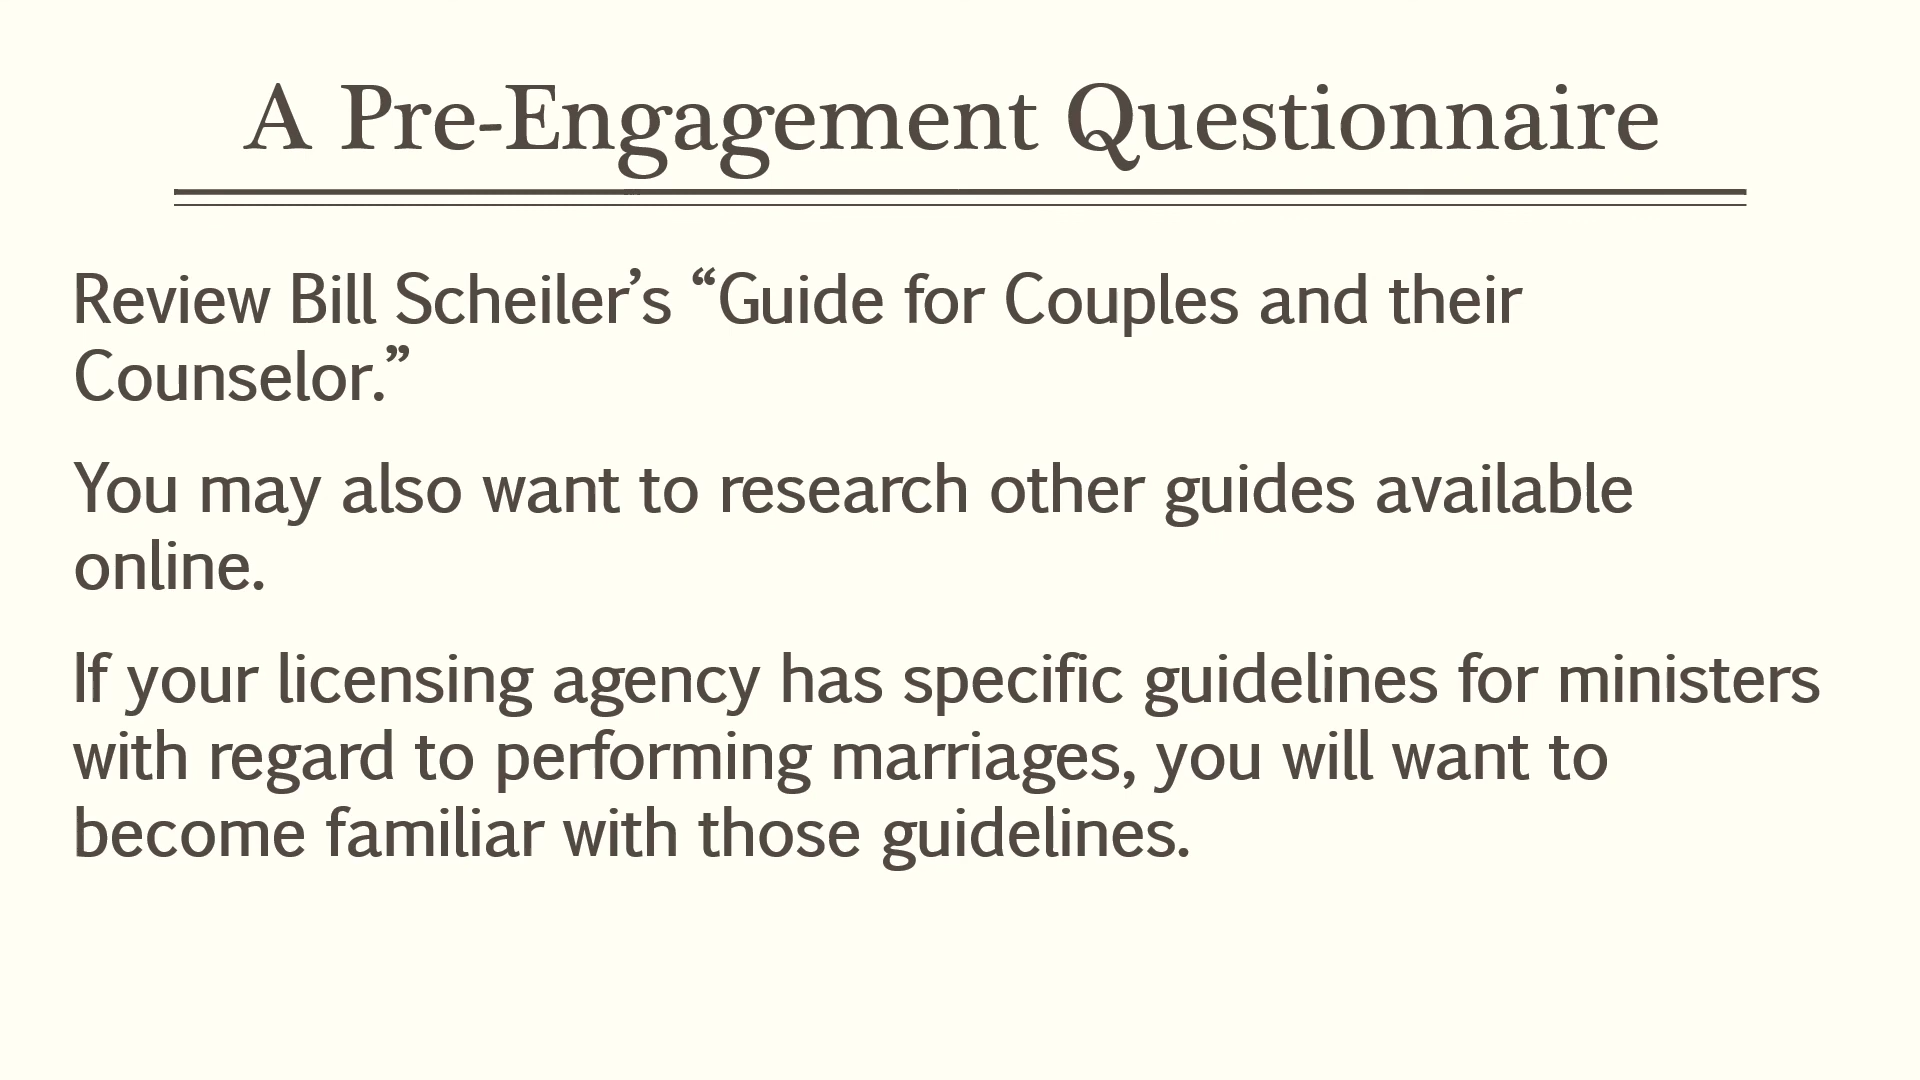 A Pre-Engagement Questionnaire
Review Bill Scheiler’s “Guide for Couples and their
Counselor.”
You may also want to research other guides available
online.
If your licensing agency has specific guidelines for ministers
with regard to performing marriages, you will want to
become familiar with those guidelines.